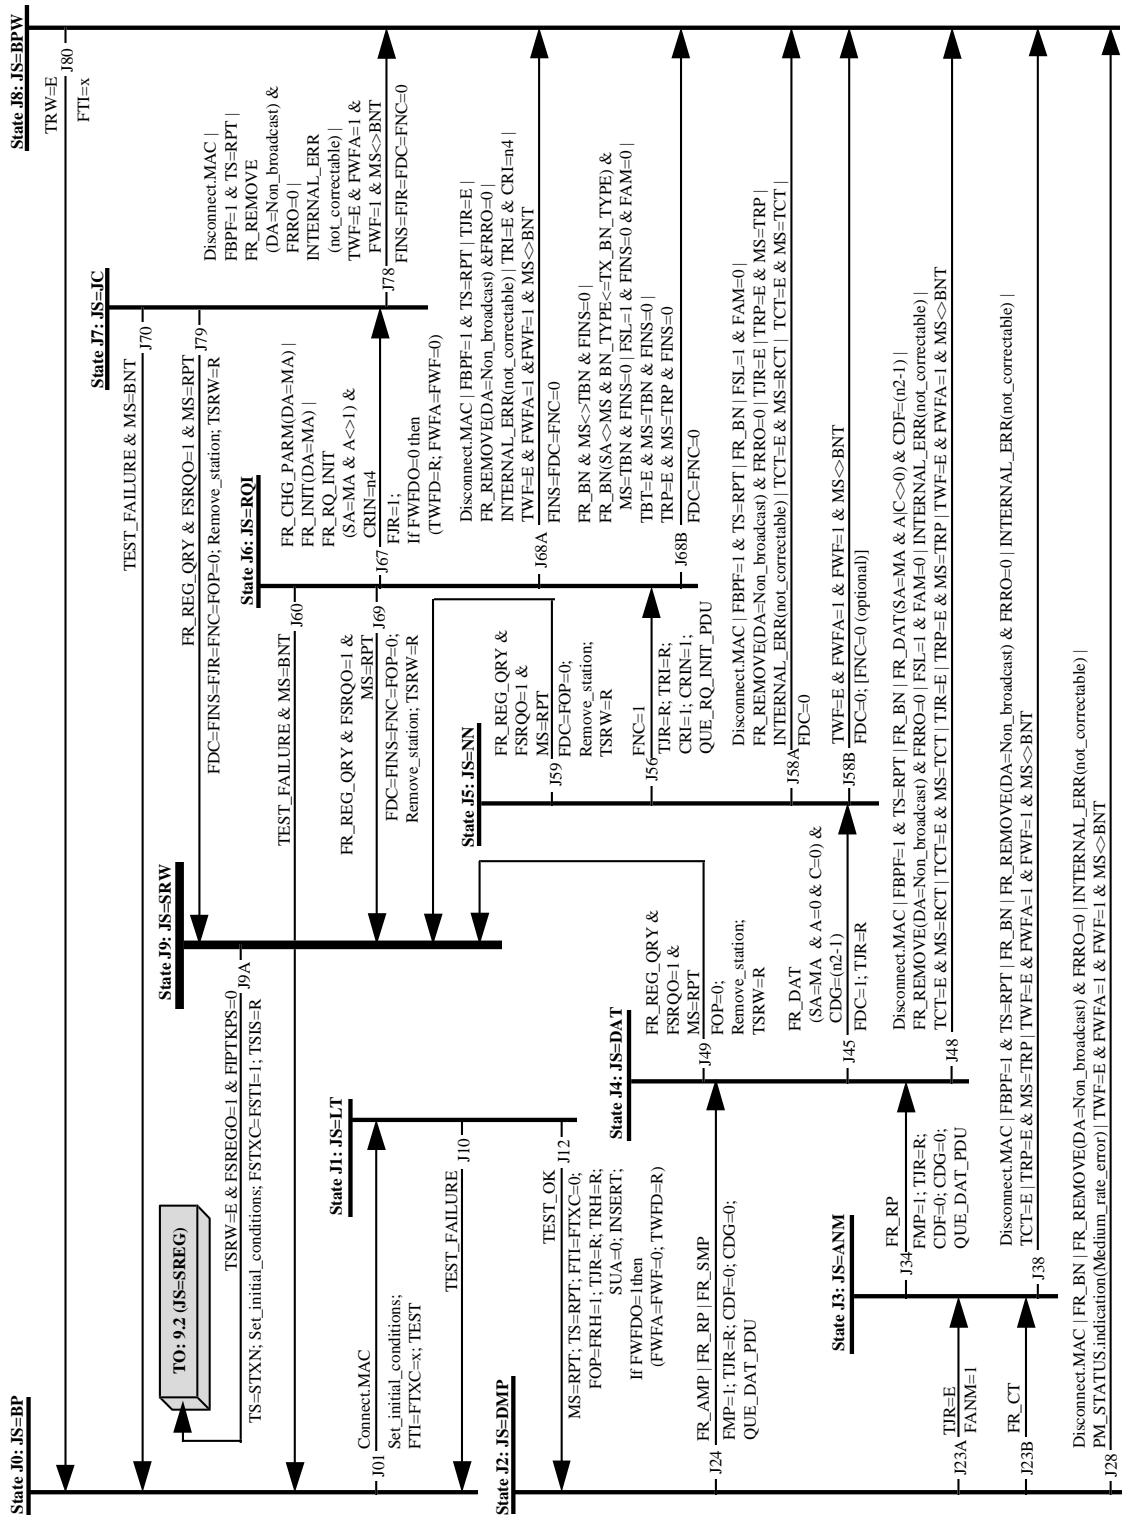 State J0: JS=BP
State J8: JS=BPW
TRW=E
J80
FTI=x
State J7: JS=JC
TEST_FAILURE & MS=BNT
J70
FR_REG_QRY & FSRQO=1 & MS=RPT
J79
FDC=FINS=FJR=FNC=FOP=0; Remove_station; TSRW=R
Disconnect.MAC |
FBPF=1 & TS=RPT |
FR_REMOVE
(DA=Non_broadcast) &
FRRO=0 |
INTERNAL_ERR
(not_correctable) |
TWF=E & FWFA=1 &
FWF=1 & MS<>BNT
J78
FINS=FJR=FDC=FNC=0
State J9: JS=SRW
TO: 9.2 (JS=SREG)
TSRW=E & FSREGO=1 & FIPTKPS=0
J9A
TS=STXN; Set_initial_conditions; FSTXC=FSTI=1; TSIS=R
State J6: JS=RQI
TEST_FAILURE & MS=BNT
J60
FR_CHG_PARM(DA=MA) |
FR_INIT(DA=MA) |
FR_RQ_INIT
(SA=MA & A<>1) &
CRIN=n4
J67
FJR=1;
If FWFDO=0 then
(TWFD=R; FWFA=FWF=0)
FR_REG_QRY & FSRQO=1 &
MS=RPT
J69
FDC=FINS=FNC=FOP=0;
Remove_station; TSRW=R
State J1: JS=LT
Connect.MAC
J01
Set_initial_conditions;
FTI=FTXC=x; TEST
TEST_FAILURE
J10
TEST_OK
J12
MS=RPT; TS=RPT; FTI=FTXC=0;
FOP=FRH=1; TJR=R; TRH=R;
SUA=0; INSERT;
If FWFDO=1then
(FWFA=FWF=0; TWFD=R)
Disconnect.MAC | FBPF=1 & TS=RPT | TJR=E |
FR_REMOVE(DA=Non_broadcast) &FRRO=0 |
INTERNAL_ERR(not_correctable) | TRI=E & CRI=n4 |
TWF=E & FWFA=1 &FWF=1 & MS<>BNT
J68A
FINS=FDC=FNC=0
FR_BN & MS<>TBN & FINS=0 |
FR_BN(SA<>MS & BN_TYPE<=TX_BN_TYPE) &
MS=TBN & FINS=0 | FSL=1 & FINS=0 & FAM=0 |
TBT=E & MS=TBN & FINS=0 |
TRP=E & MS=TRP & FINS=0
J68B
FDC=FNC=0
State J5: JS=NN
FR_REG_QRY &
FSRQO=1 &
MS=RPT
J59
FDC=FOP=0;
Remove_station;
TSRW=R
FNC=1
J56
TJR=R; TRI=R;
CRI=1; CRIN=1;
QUE_RQ_INIT_PDU
Disconnect.MAC | FBPF=1 & TS=RPT | FR_BN | FSL=1 & FAM=0 |
FR_REMOVE(DA=Non_broadcast) & FRRO=0 | TJR=E | TRP=E & MS=TRP |
INTERNAL_ERR(not_correctable) | TCT=E & MS=RCT | TCT=E & MS=TCT |
J58A
FDC=0
TWF=E & FWFA=1 & FWF=1 & MS<>BNT
J58B
FDC=0; [FNC=0 (optional)]
State J2: JS=DMP
State J4: JS=DAT
FR_REG_QRY &
FSRQO=1 &
MS=RPT
J49
FOP=0;
Remove_station;
TSRW=R
FR_AMP | FR_RP | FR_SMP
J24
FMP=1; TJR=R; CDF=0; CDG=0;
QUE_DAT_PDU
FR_DAT
(SA=MA & A=0 & C=0) &
CDG=(n2-1)
J45
FDC=1; TJR=R
Disconnect.MAC | FBPF=1 & TS=RPT | FR_BN | FR_DAT(SA=MA & A|C<>0) & CDF=(n2-1) |
FR_REMOVE(DA=Non_broadcast) & FRRO=0 | FSL=1 & FAM=0 | INTERNAL_ERR(not_correctable) |
TCT=E & MS=RCT | TCT=E & MS=TCT | TJR=E | TRP=E & MS=TRP | TWF=E & FWFA=1 & MS<>BNT
J48
State J3: JS=ANM
FR_RP
J34
FMP=1; TJR=R;
CDF=0; CDG=0;
QUE_DAT_PDU
TJR=E
J23A
FANM=1
FR_CT
J23B
Disconnect.MAC | FBPF=1 & TS=RPT | FR_BN | FR_REMOVE(DA=Non_broadcast) & FRRO=0 | INTERNAL_ERR(not_correctable) |
TCT=E | TRP=E & MS=TRP | TWF=E & FWFA=1 & FWF=1 & MS<>BNT
J38
Disconnect.MAC | FR_BN | FR_REMOVE(DA=Non_broadcast) & FRRO=0 | INTERNAL_ERR(not_correctable) |
PM_STATUS.indication(Medium_rate_error) | TWF=E & FWFA=1 & FWF=1 & MS<>BNT
J28